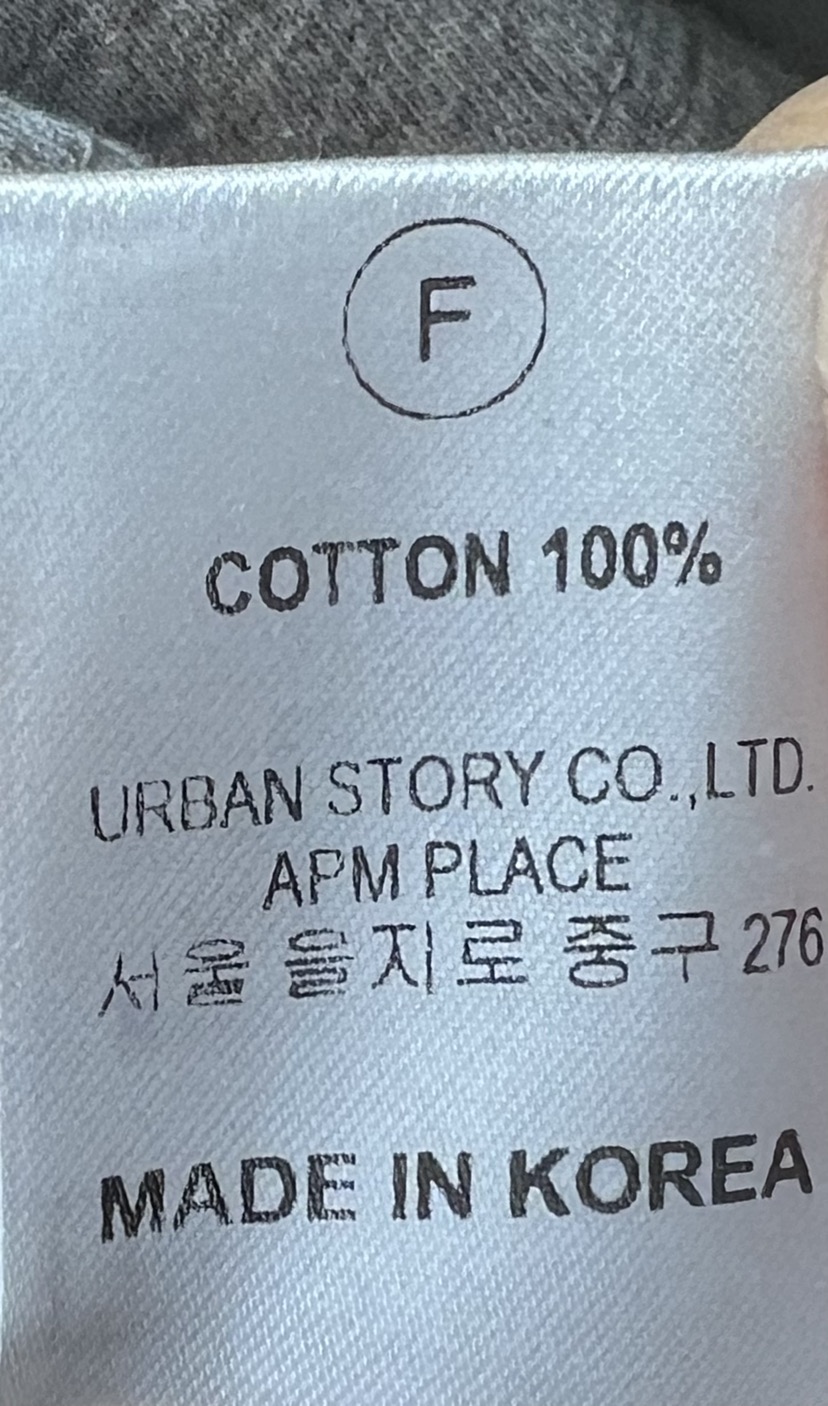 F
COTTON 100%
URBAN STORY CO.,LTD.
APM PLACE
서울 을지로 중구 276
MADE IN KOREA